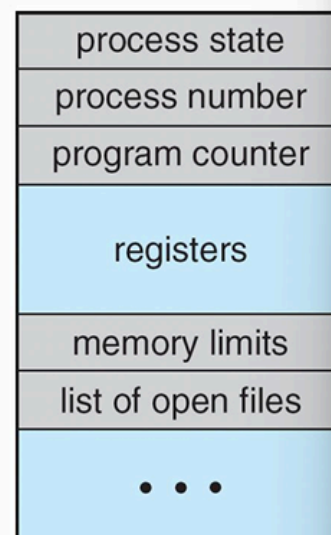 process state
process number
program counter
registers
memory limits
list of open files
• • •